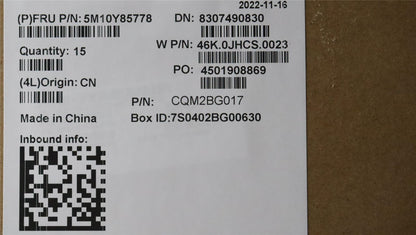 2022-11-16
(P)FRU P/N: 5M10Y85778 DN: 8307490830
Quantity: 15 W P/N: 46K.0JHCS.0023
PO: 4501908869
(4L)Origin: CN
P/N: CQM2BG017
Made in China Box ID:7S0402BG00630
Inbound info: